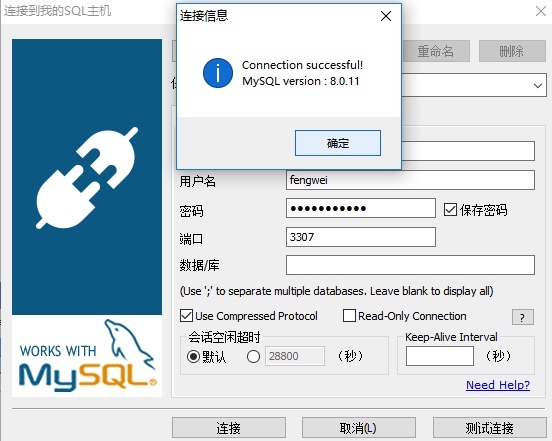 连接到我的SQL主机
连接信息
Connection successful!
MySQL version : 8.0.11
确定
重命名
删除
用户名
fengwei
密码
●●●●●●●●●●●
保存密码
端口
3307
数据/库
(Use ';' to separate multiple databases. Leave blank to display all)
Use Compressed Protocol
Read-Only Connection
?
会话空闲超时
默认
28800
(秒)
Keep-Alive Interval
(秒)
Need Help?
WORKS WITH
MySQL®
连接
取消(L)
测试连接